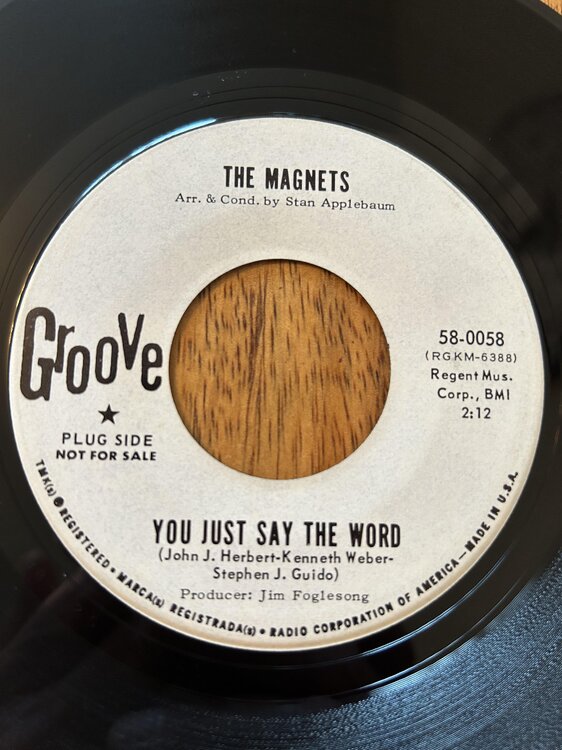 THE MAGNETS
Arr. & Cond. by Stan Applebaum
Groove
★
PLUG SIDE
NOT FOR SALE
58-0058
(RGKM-6388)
Regent Mus.
Corp., BMI
2:12
YOU JUST SAY THE WORD
(John J. Herbert-Kenneth Weber-
Stephen J. Guido)
Producer: Jim Foglesong
TMK(s) ® REGISTERED • MARCA(s) REGISTRADA(s) • RADIO CORPORATION OF AMERICA—MADE IN U.S.A.